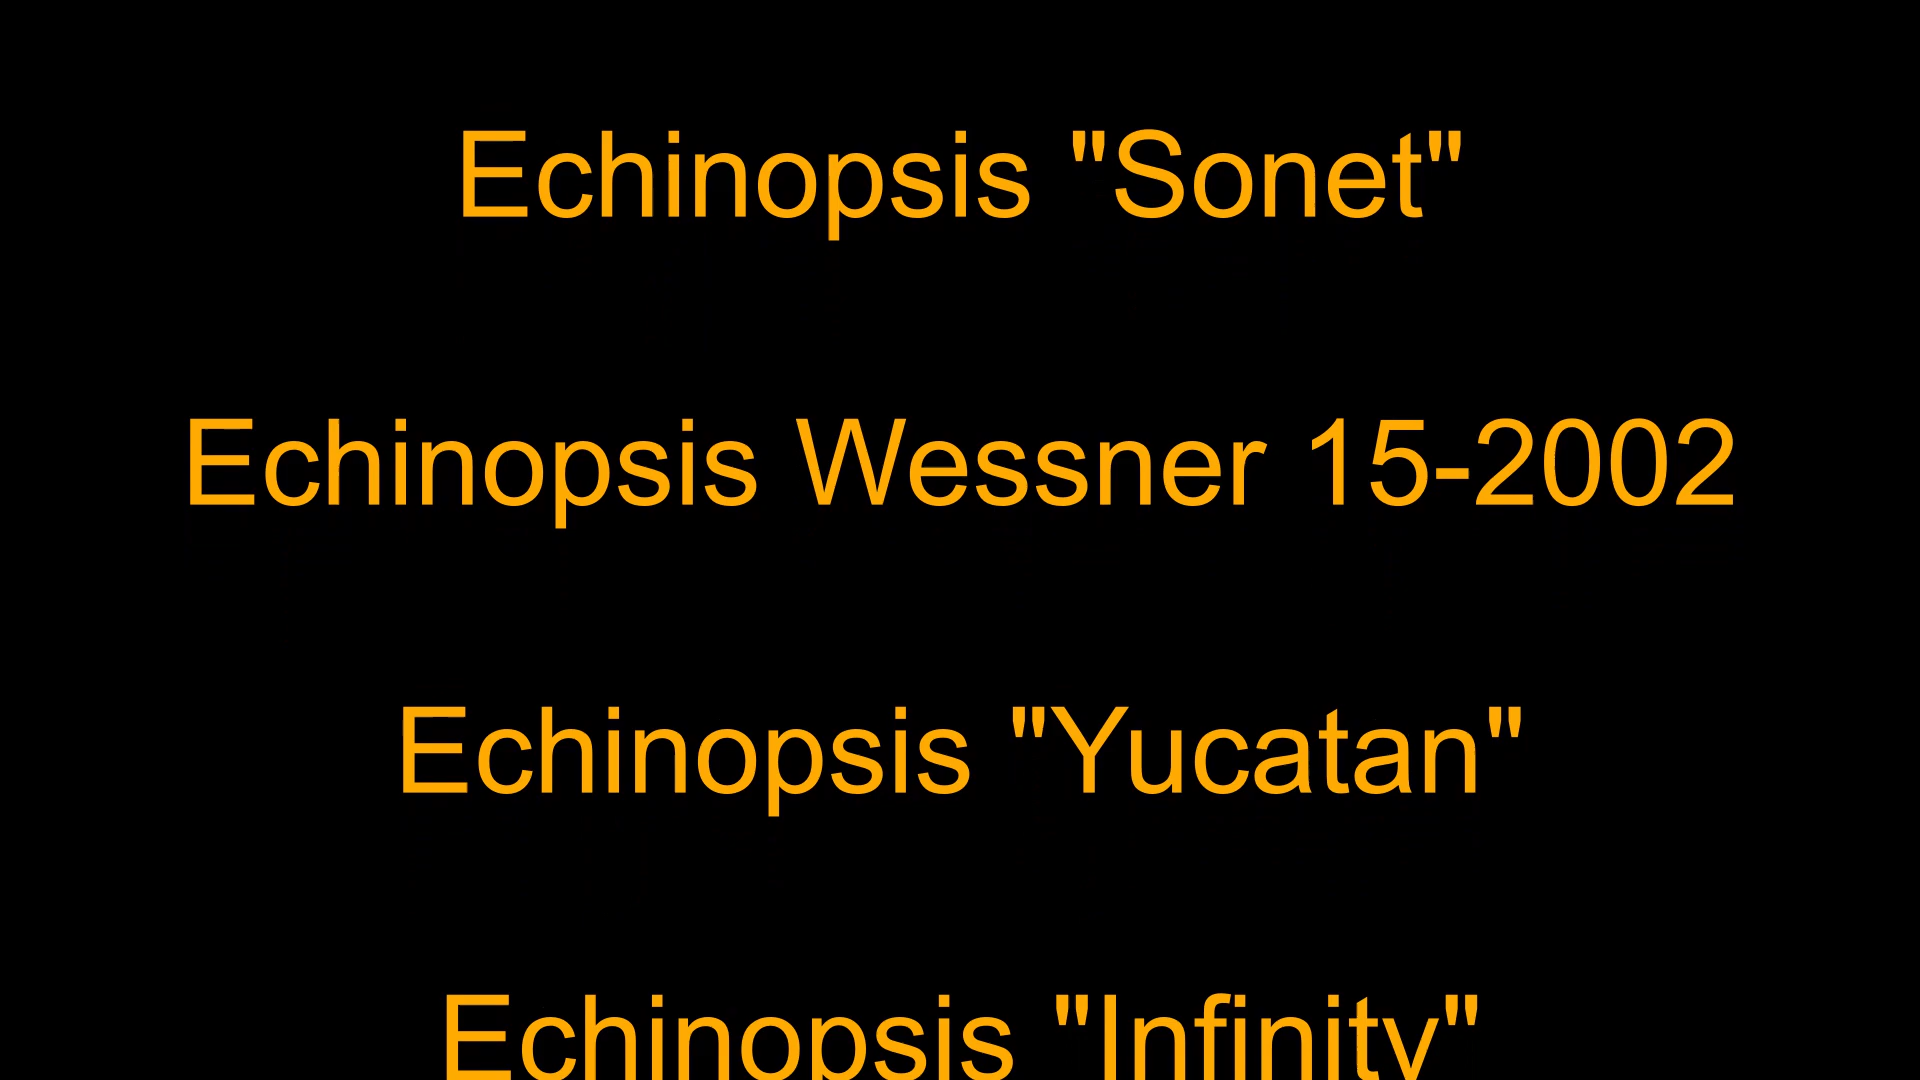 Echinopsis "Sonet"
Echinopsis Wessner 15-2002
Echinopsis "Yucatan"
Echinopsis "Infinity"